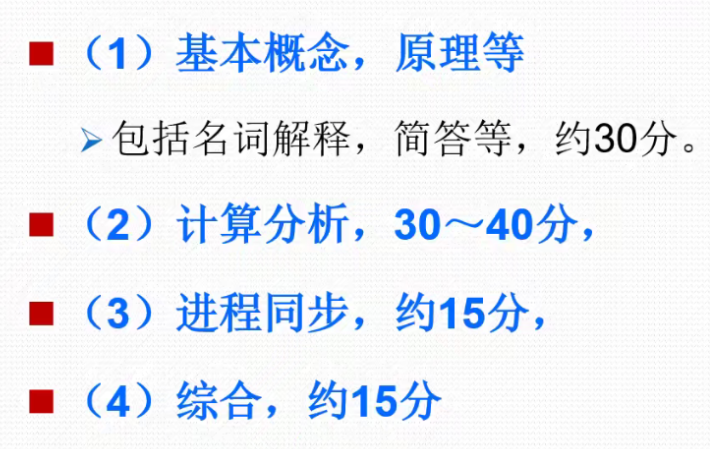 （1）基本概念，原理等
包括名词解释，简答等，约30分。
（2）计算分析，30～40分，
（3）进程同步，约15分，
（4）综合，约15分